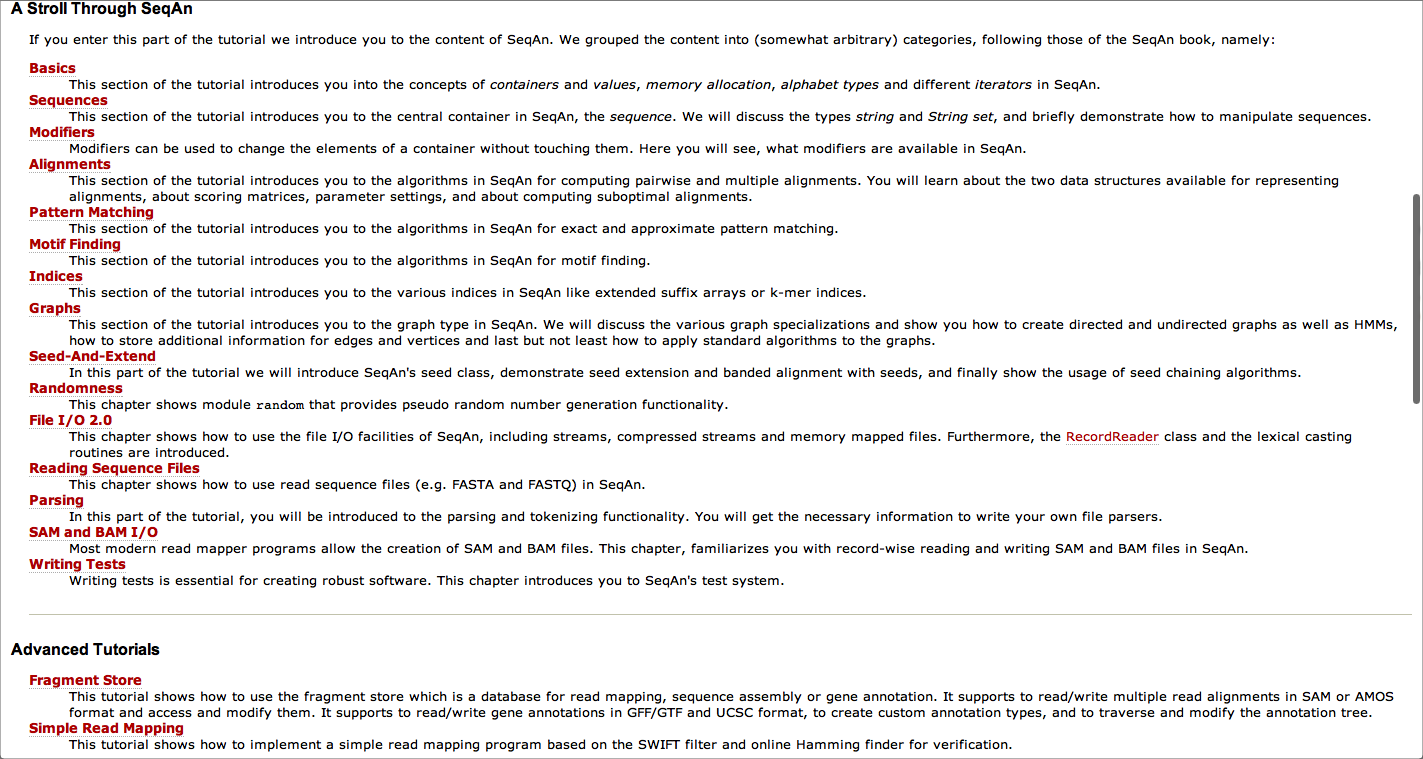 A Stroll Through SeqAn
If you enter this part of the tutorial we introduce you to the content of SeqAn. We grouped the content into (somewhat arbitrary) categories, following those of the SeqAn book, namely:
Basics
This section of the tutorial introduces you into the concepts of containers and values, memory allocation, alphabet types and different iterators in SeqAn.
Sequences
This section of the tutorial introduces you to the central container in SeqAn, the sequence. We will discuss the types string and String set, and briefly demonstrate how to manipulate sequences.
Modifiers
Modifiers can be used to change the elements of a container without touching them. Here you will see, what modifiers are available in SeqAn.
Alignments
This section of the tutorial introduces you to the algorithms in SeqAn for computing pairwise and multiple alignments. You will learn about the two data structures available for representing
alignments, about scoring matrices, parameter settings, and about computing suboptimal alignments.
Pattern Matching
This section of the tutorial introduces you to the algorithms in SeqAn for exact and approximate pattern matching.
Motif Finding
This section of the tutorial introduces you to the algorithms in SeqAn for motif finding.
Indices
This section of the tutorial introduces you to the various indices in SeqAn like extended suffix arrays or k-mer indices.
Graphs
This section of the tutorial introduces you to the graph type in SeqAn. We will discuss the various graph specializations and show you how to create directed and undirected graphs as well as HMMs,
how to store additional information for edges and vertices and last but not least how to apply standard algorithms to the graphs.
Seed-And-Extend
In this part of the tutorial we will introduce SeqAn's seed class, demonstrate seed extension and banded alignment with seeds, and finally show the usage of seed chaining algorithms.
Randomness
This chapter shows module random that provides pseudo random number generation functionality.
File I/O 2.0
This chapter shows how to use the file I/O facilities of SeqAn, including streams, compressed streams and memory mapped files. Furthermore, the RecordReader class and the lexical casting
routines are introduced.
Reading Sequence Files
This chapter shows how to use read sequence files (e.g. FASTA and FASTQ) in SeqAn.
Parsing
In this part of the tutorial, you will be introduced to the parsing and tokenizing functionality. You will get the necessary information to write your own file parsers.
SAM and BAM I/O
Most modern read mapper programs allow the creation of SAM and BAM files. This chapter, familiarizes you with record-wise reading and writing SAM and BAM files in SeqAn.
Writing Tests
Writing tests is essential for creating robust software. This chapter introduces you to SeqAn's test system.
Advanced Tutorials
Fragment Store
This tutorial shows how to use the fragment store which is a database for read mapping, sequence assembly or gene annotation. It supports to read/write multiple read alignments in SAM or AMOS
format and access and modify them. It supports to read/write gene annotations in GFF/GTF and UCSC format, to create custom annotation types, and to traverse and modify the annotation tree.
Simple Read Mapping
This tutorial shows how to implement a simple read mapping program based on the SWIFT filter and online Hamming finder for verification.